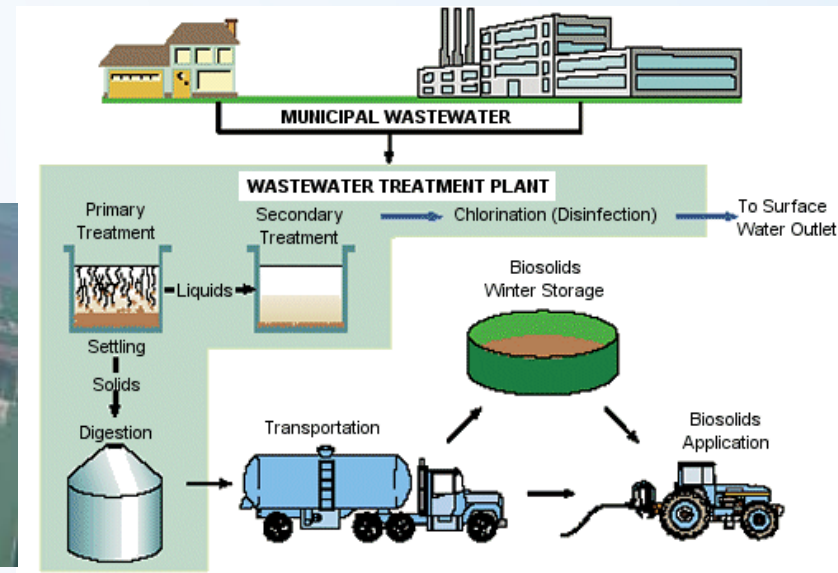 MUNICIPAL WASTEWATER
WASTEWATER TREATMENT PLANT
Primary
Treatment
Secondary
Treatment
Chlorination (Disinfection)
To Surface
Water Outlet
Liquids
Settling
Solids
Digestion
Biosolids
Winter Storage
Transportation
Biosolids
Application